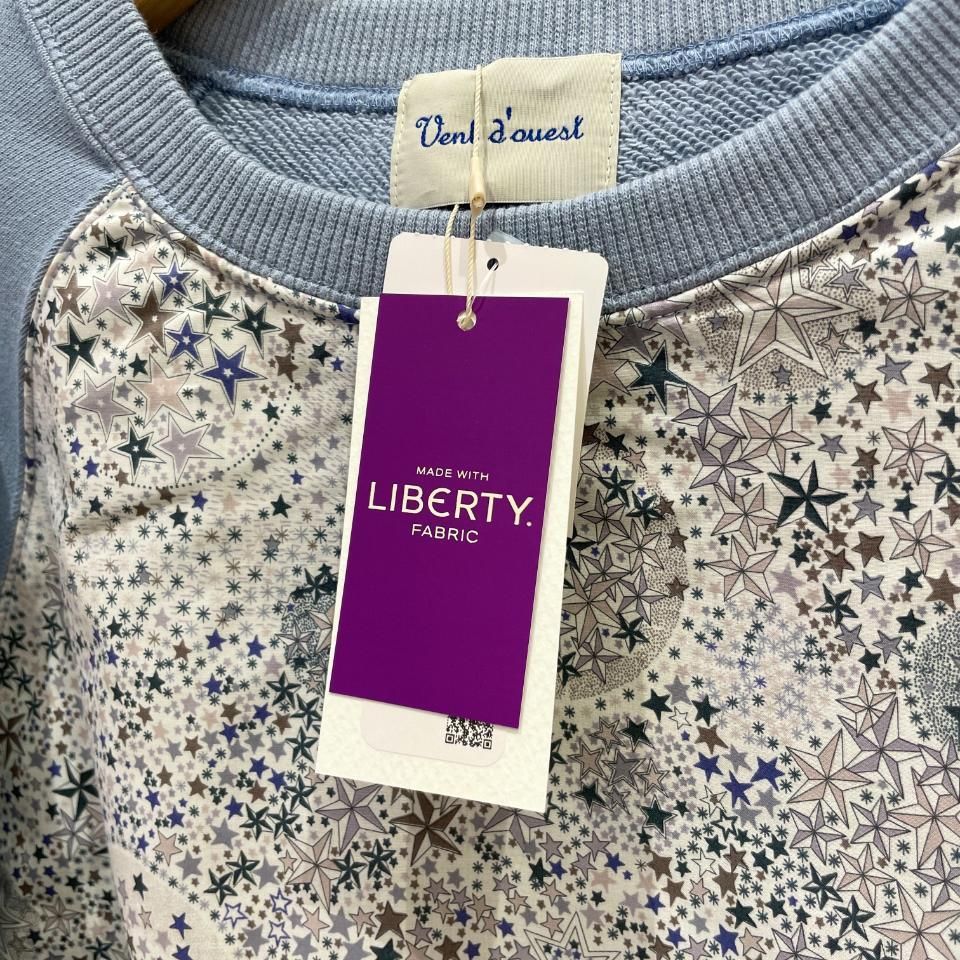 Vent d'ouest
MADE WITH
LIBERTY.
FABRIC